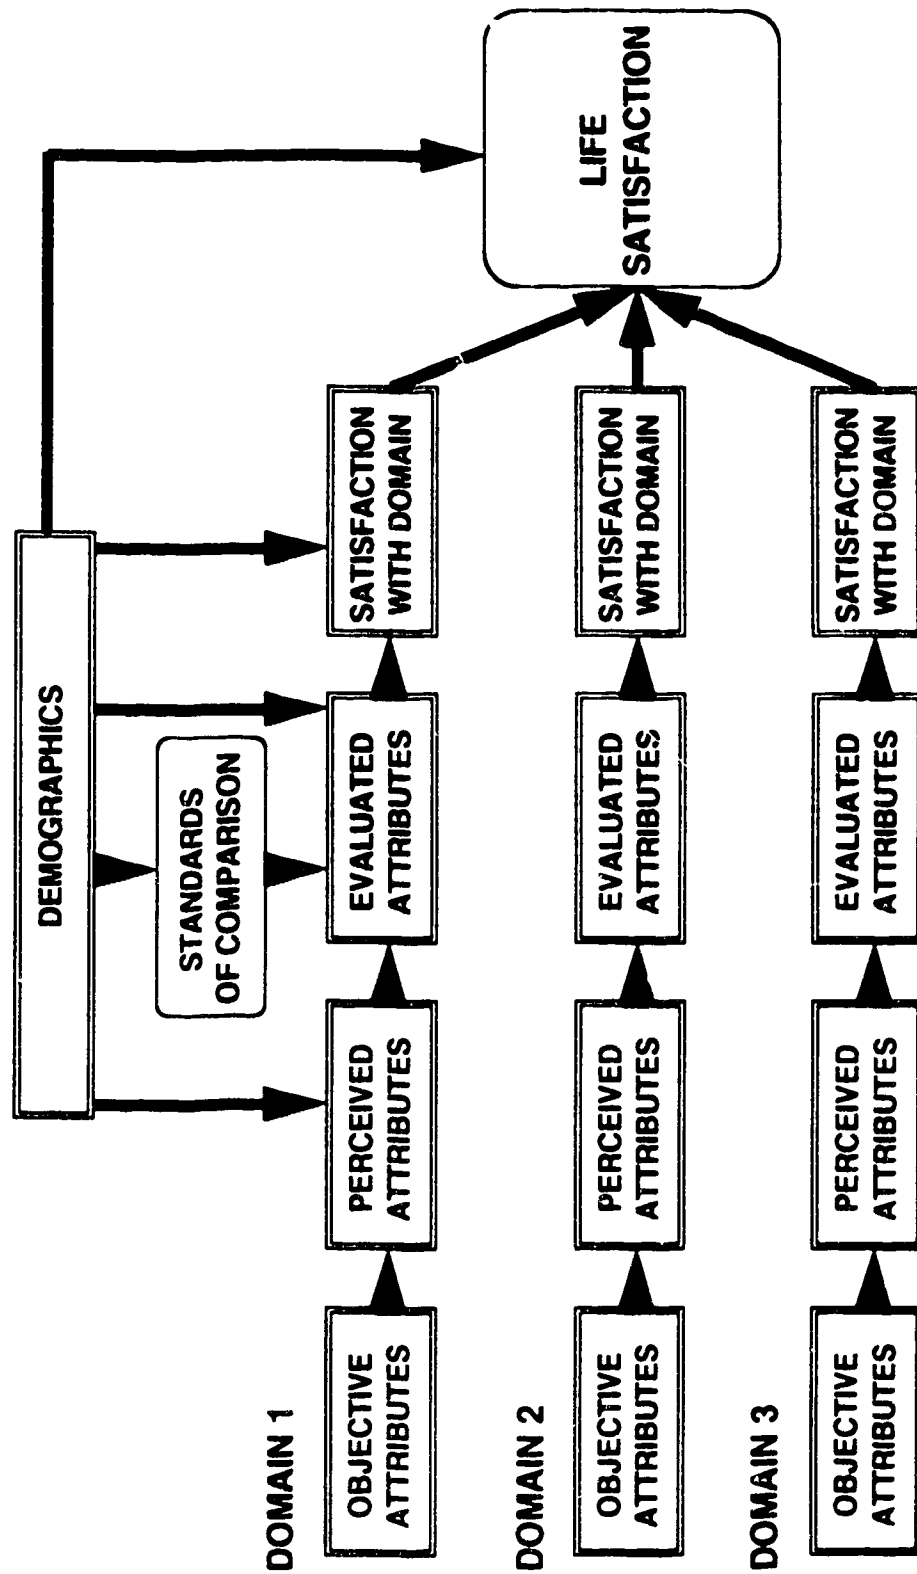 DEMOGRAPHICS
STANDARDS
OF COMPARISON
DOMAIN 1
OBJECTIVE
ATTRIBUTES
PERCEIVED
ATTRIBUTES
EVALUATED
ATTRIBUTES
SATISFACTION
WITH DOMAIN
DOMAIN 2
OBJECTIVE
ATTRIBUTES
PERCEIVED
ATTRIBUTES
EVALUATED
ATTRIBUTES
SATISFACTION
WITH DOMAIN
DOMAIN 3
OBJECTIVE
ATTRIBUTES
PERCEIVED
ATTRIBUTES
EVALUATED
ATTRIBUTES
SATISFACTION
WITH DOMAIN
LIFE
SATISFACTION